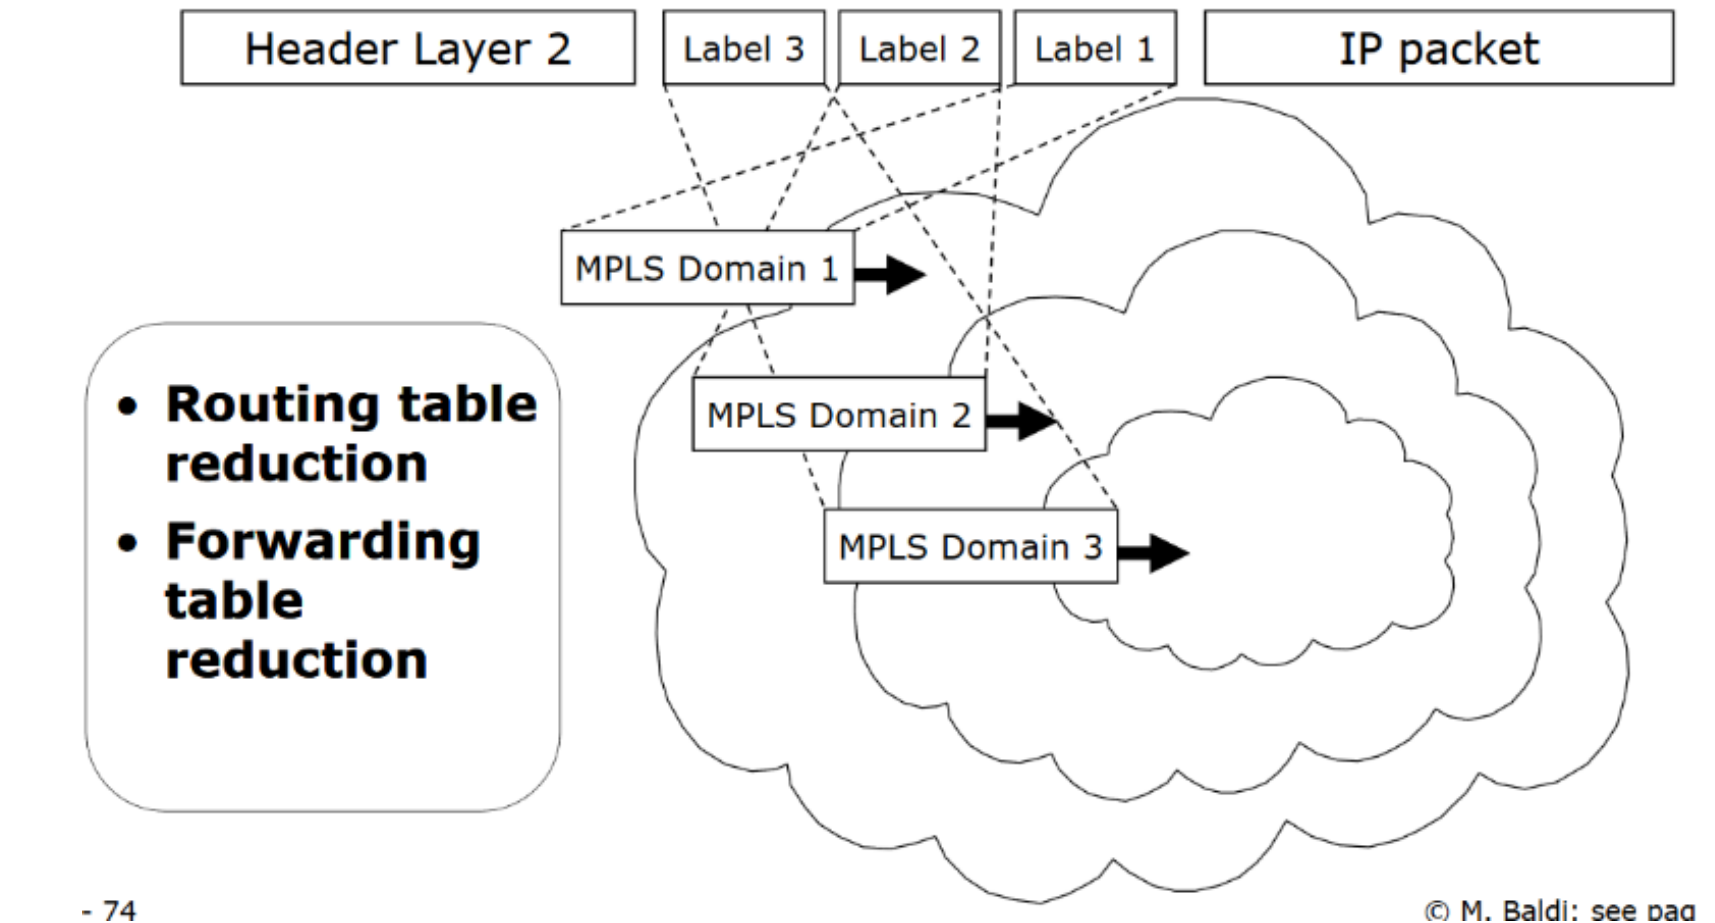 Header Layer 2 Label 3 Label 2 Label 1 IP packet
MPLS Domain 1
MPLS Domain 2
MPLS Domain 3
• Routing table
reduction
• Forwarding
table
reduction
- 74
© M. Baldi: see pag